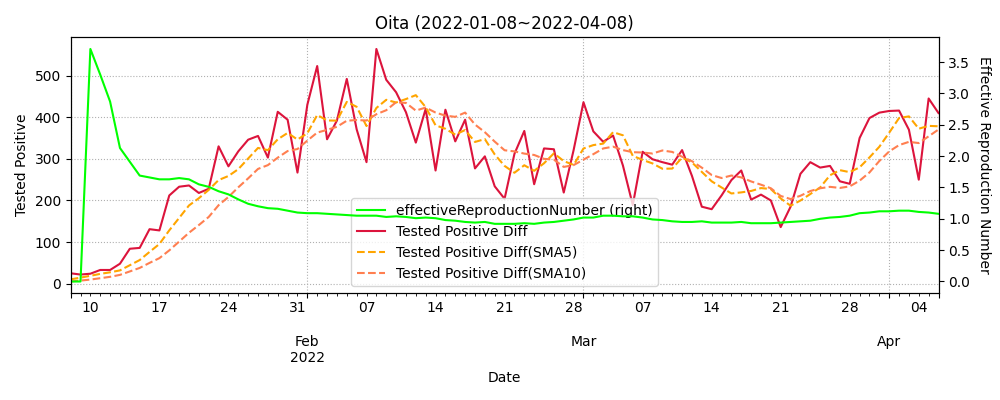 Oita (2022-01-08~2022-04-08)
Tested Positive
0
100
200
300
400
500
0.0
0.5
1.0
1.5
2.0
2.5
3.0
3.5
Effective Reproduction Number
effectiveReproductionNumber (right)
Tested Positive Diff
Tested Positive Diff(SMA5)
Tested Positive Diff(SMA10)
10 17 24 31 07 14 21 28 07 14 21 28 04
Feb Mar Apr
2022
Date